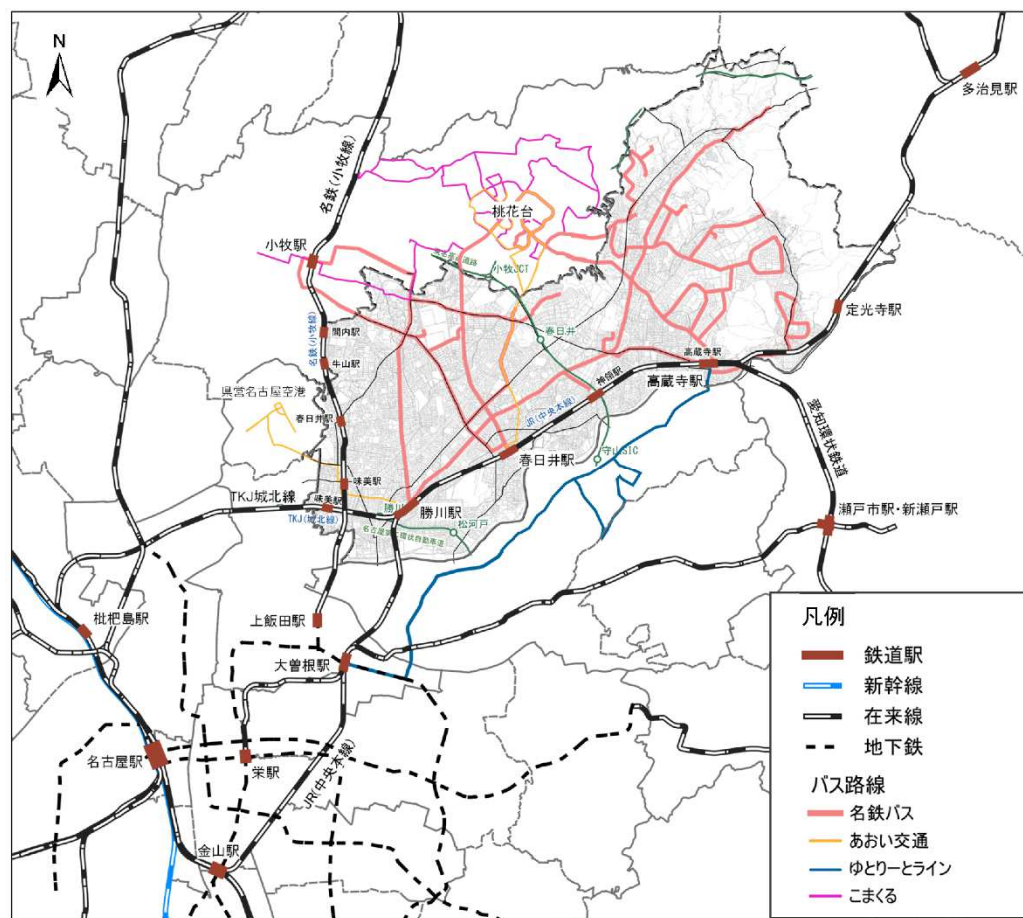 N
多治見駅
名鉄(小牧線)
桃花台
小牧駅
小牧JCT
定光寺駅
間内駅
名鉄(小牧線)
牛山駅
春日井
高蔵寺駅
高蔵寺駅
神領駅
県営名古屋空港
JR(中央本線)
愛知環状鉄道
春日井駅
春日井駅
守山SIC
味美駅
TKJ城北線
味美駅
勝川
勝川駅
瀬戸市駅・新瀬戸駅
TKJ(城北線)
松河戸
枇杷島駅
上飯田駅
大曽根駅
名古屋駅
栄駅
JR(中央本線)
金山駅
凡例
鉄道駅
新幹線
在来線
地下鉄
バス路線
名鉄バス
あおい交通
ゆとりーとライン
こまくる